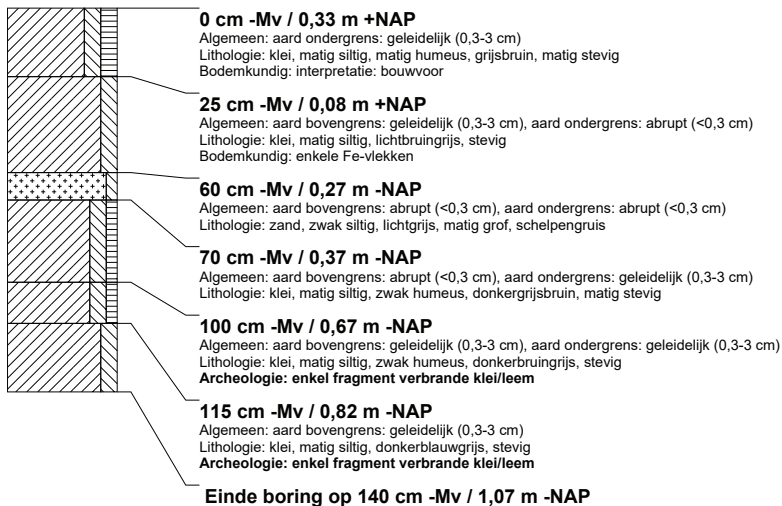 0 cm -Mv / 0,33 m +NAP
Algemeen: aard ondergrens: geleidelijk (0,3-3 cm)
Lithologie: klei, matig siltig, matig humeus, grijsbruin, matig stevig
Bodemkundig: interpretatie: bouwvoor
25 cm -Mv / 0,08 m +NAP
Algemeen: aard bovengrens: geleidelijk (0,3-3 cm), aard ondergrens: abrupt (<0,3 cm)
Lithologie: klei, matig siltig, lichtbruingrijs, stevig
Bodemkundig: enkele Fe-vlekken
60 cm -Mv / 0,27 m -NAP
Algemeen: aard bovengrens: abrupt (<0,3 cm), aard ondergrens: abrupt (<0,3 cm)
Lithologie: zand, zwak siltig, lichtgrijs, matig grof, schelpengruis
70 cm -Mv / 0,37 m -NAP
Algemeen: aard bovengrens: abrupt (<0,3 cm), aard ondergrens: geleidelijk (0,3-3 cm)
Lithologie: klei, matig siltig, zwak humeus, donkergrijsbruin, matig stevig
100 cm -Mv / 0,67 m -NAP
Algemeen: aard bovengrens: geleidelijk (0,3-3 cm), aard ondergrens: geleidelijk (0,3-3 cm)
Lithologie: klei, matig siltig, zwak humeus, donkerbruingrijs, stevig
Archeologie: enkel fragment verbrande klei/leem
115 cm -Mv / 0,82 m -NAP
Algemeen: aard bovengrens: geleidelijk (0,3-3 cm)
Lithologie: klei, matig siltig, donkerblauwgrijs, stevig
Archeologie: enkel fragment verbrande klei/leem
Einde boring op 140 cm -Mv / 1,07 m -NAP